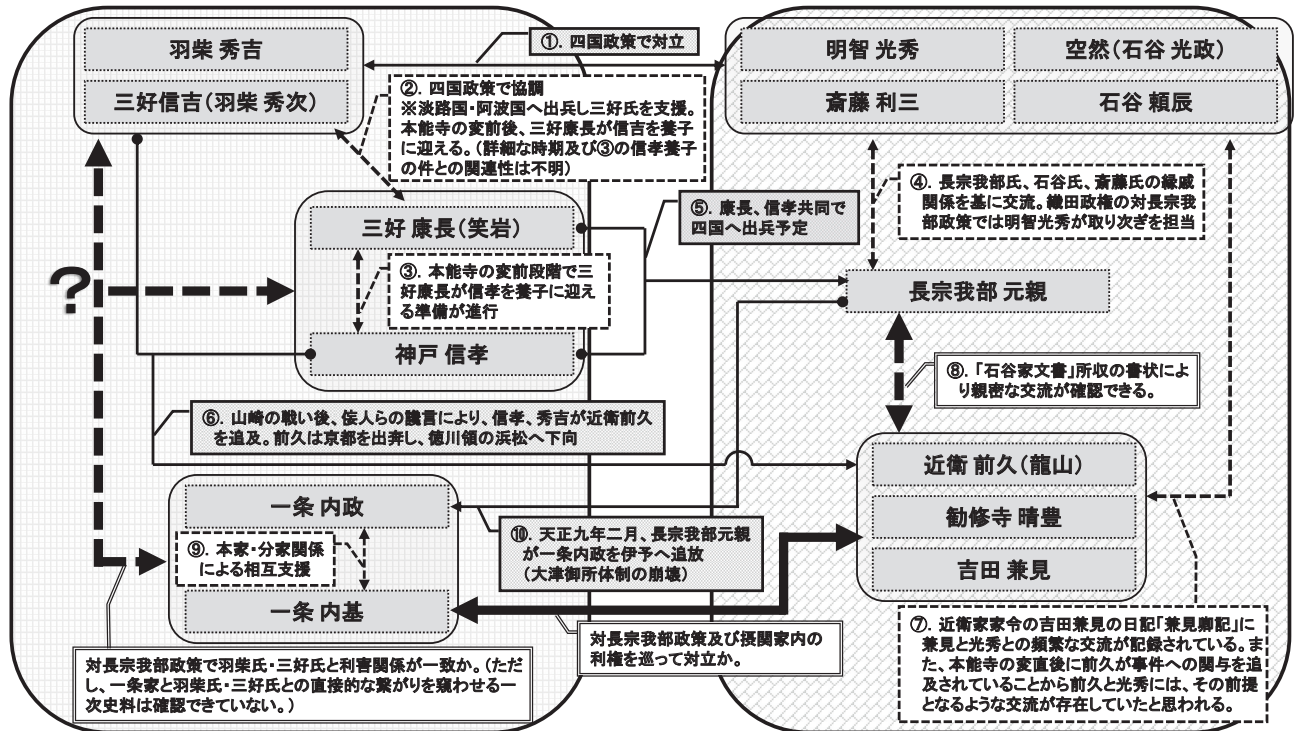 羽柴 秀吉
三好信吉（羽柴 秀次）
①．四国政策で対立
②．四国政策で協調
※淡路国・阿波国へ出兵し三好氏を支援。
本能寺の変前後、三好康長が信吉を養子
に迎える。（詳細な時期及び③の信孝養子
の件との関連性は不明）
明智 光秀
空然（石谷 光政）
斎藤 利三
石谷 頼辰
④．長宗我部氏、石谷氏、斎藤氏の縁戚
関係を基に交流。織田政権の対長宗我
部政策では明智光秀が取り次ぎを担当
三好 康長（笑岩）
⑤．康長、信孝共同で
四国へ出兵予定
③．本能寺の変前段階で三
好康長が信孝を養子に迎え
る準備が進行
神戸 信孝
?
長宗我部 元親
⑧．「石谷家文書」所収の書状によ
り親密な交流が確認できる。
⑥．山崎の戦い後、佞人らの讒言により、信孝、秀吉が近衛前久
を追及。前久は京都を出奔し、徳川領の浜松へ下向
近衛 前久（龍山）
勧修寺 晴豊
吉田 兼見
一条 内政
⑨．本家・分家関係
による相互支援
一条 内基
⑩．天正九年二月、長宗我部元親
が一条内政を伊予へ追放
（大津御所体制の崩壊）
対長宗我部政策及び摂関家内の
利権を巡って対立か。
⑦．近衛家家令の吉田兼見の日記「兼見卿記」に
兼見と光秀との頻繁な交流が記録されている。ま
た、本能寺の変直後に前久が事件への関与を追
及されていることから前久と光秀には、その前提
となるような交流が存在していたと思われる。
対長宗我部政策で羽柴氏・三好氏と利害関係が一致か。（ただ
し、一条家と羽柴氏・三好氏との直接的な繋がりを窺わせる一
次史料は確認できていない。）